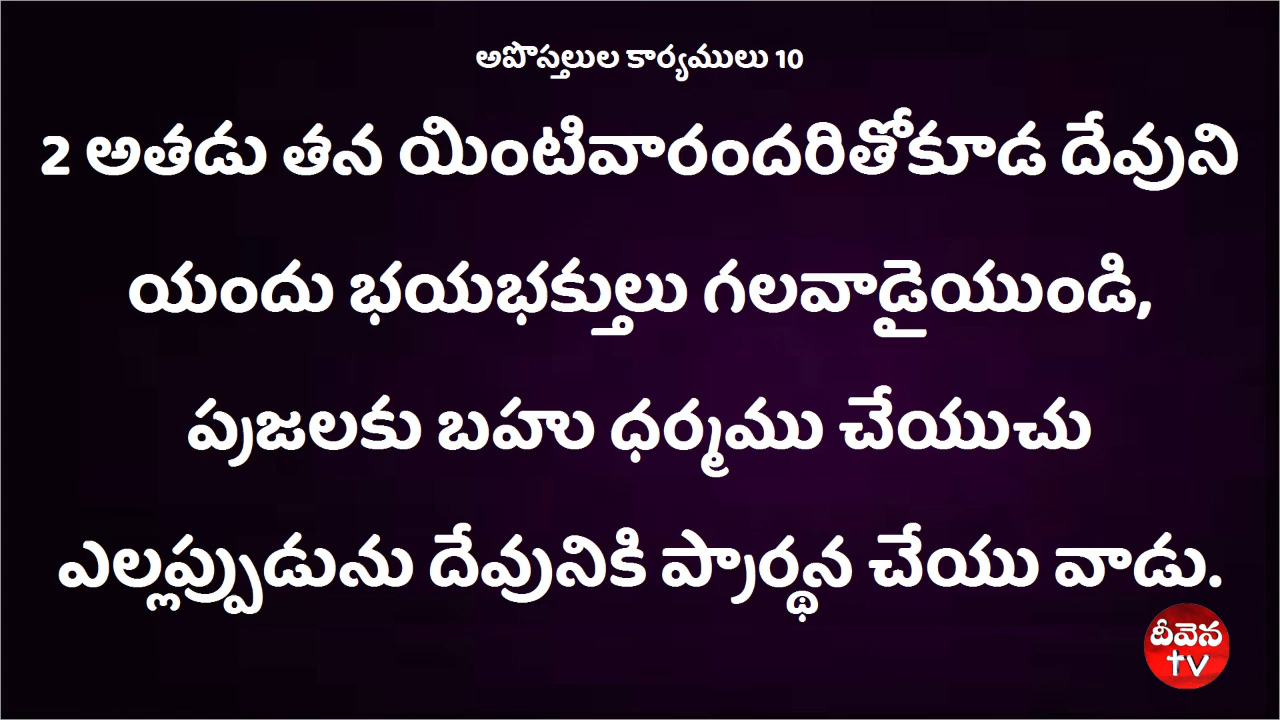 అపొస్తలుల కార్యములు 10
2 అతడు తన యింటివారందరితోకూడ దేవుని
యందు భయభక్తులు గలవాడైయుండి,
ప్రజలకు బహు ధర్మము చేయుచు
ఎల్లప్పుడును దేవునికి ప్రార్థన చేయు వాడు.
దీవెన
tv